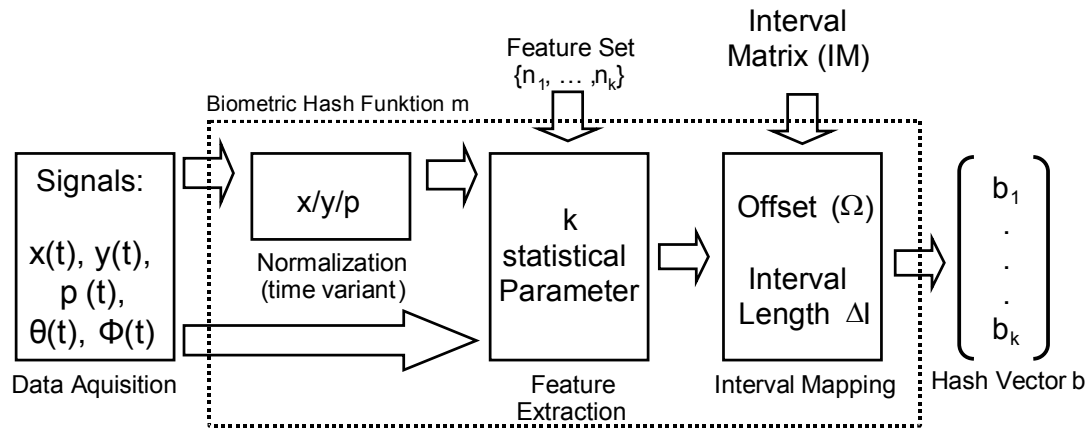 Feature Set
{n1, … ,nk}
Interval
Matrix (IM)
Biometric Hash Funktion m
Signals:
x(t), y(t),
p (t),
θ(t), Φ(t)
Data Aquisition
x/y/p
Normalization
(time variant)
k
statistical
Parameter
Feature
Extraction
Offset (Ω)
Interval
Length ΔI
Interval Mapping
b1
.
.
.
bk
Hash Vector b